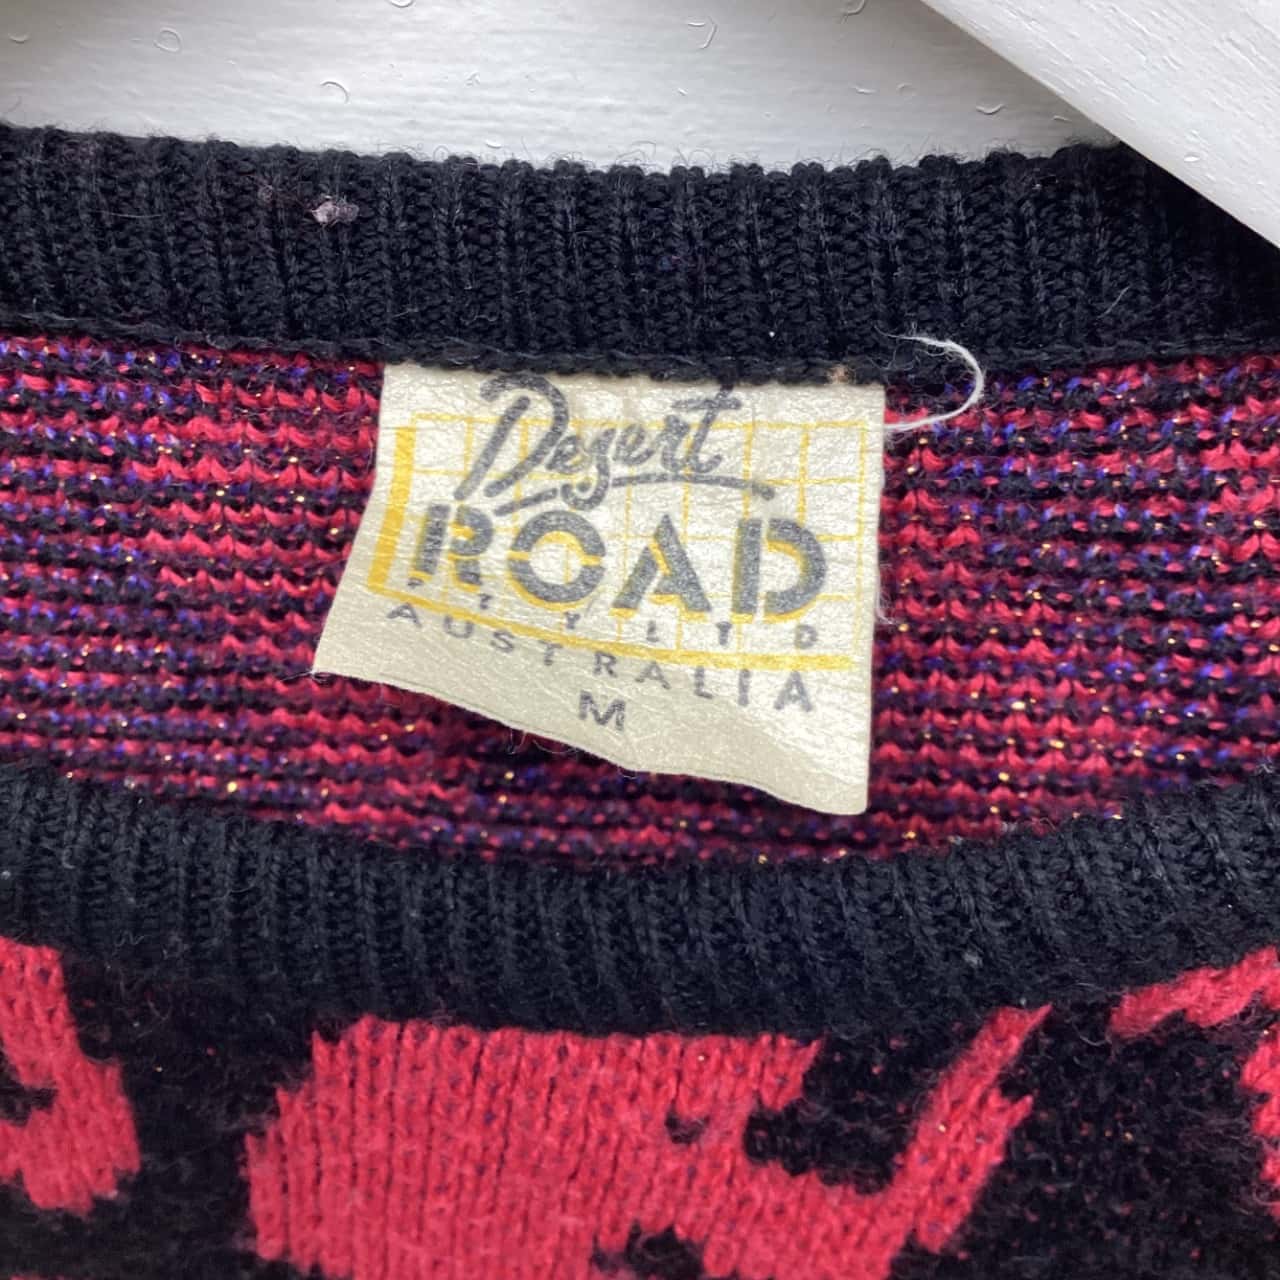 Desert
ROAD
PTY LTD
AUSTRALIA
M